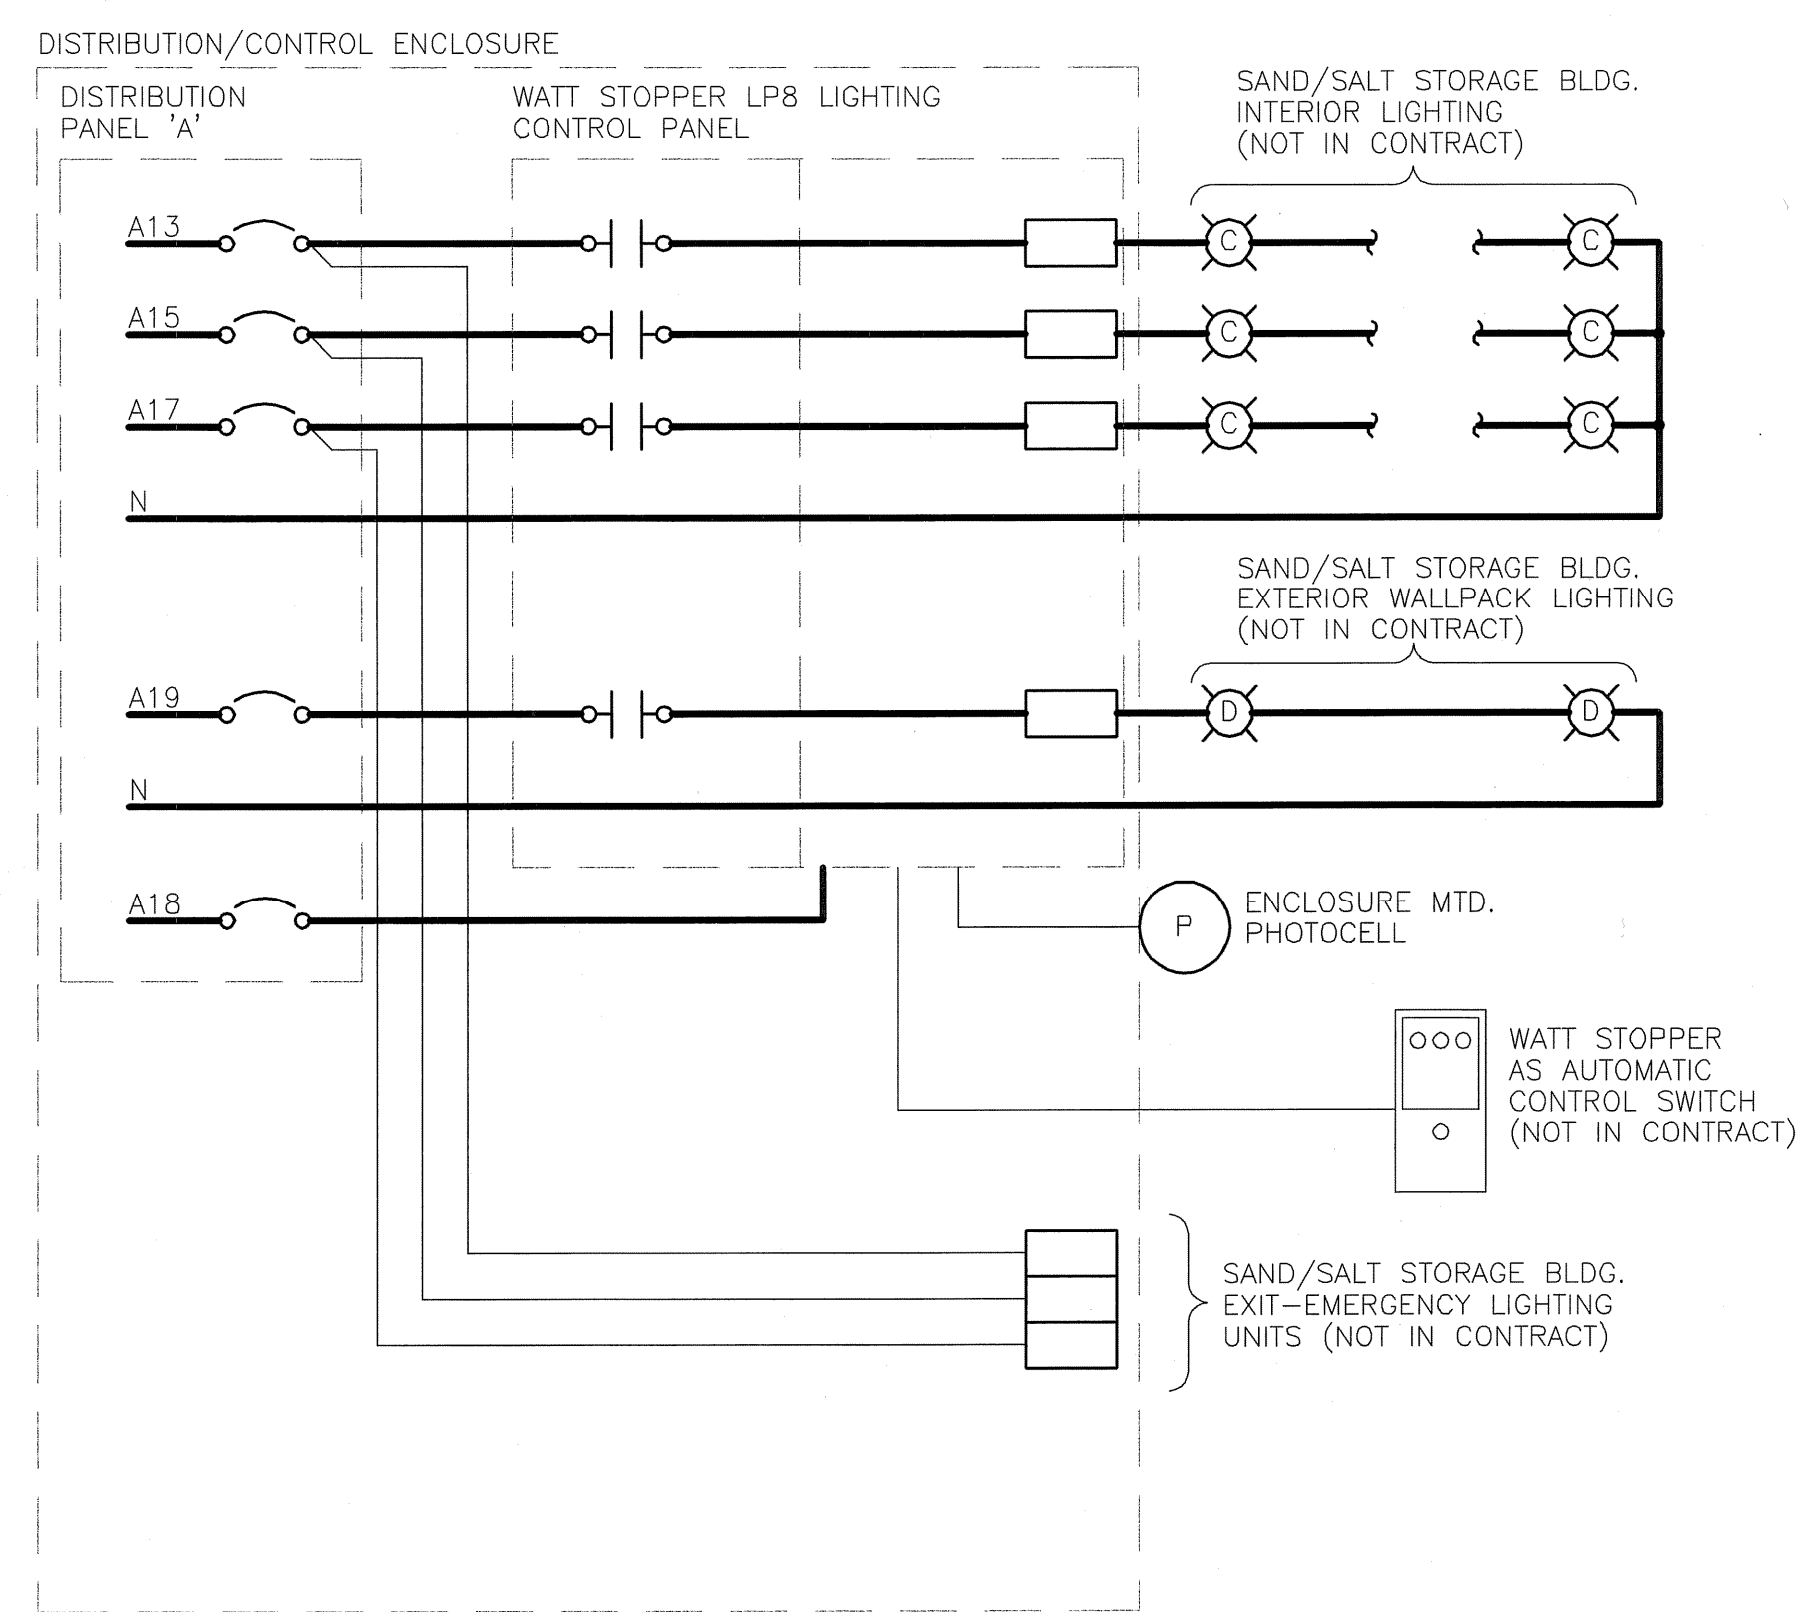 DISTRIBUTION/CONTROL ENCLOSURE
DISTRIBUTION
PANEL 'A'
WATT STOPPER LP8 LIGHTING
CONTROL PANEL
SAND/SALT STORAGE BLDG.
INTERIOR LIGHTING
(NOT IN CONTRACT)
A13
C
C
A15
C
C
A17
C
C
N
SAND/SALT STORAGE BLDG.
EXTERIOR WALLPACK LIGHTING
(NOT IN CONTRACT)
A19
D
D
N
A18
P
ENCLOSURE MTD.
PHOTOCELL
WATT STOPPER
AS AUTOMATIC
CONTROL SWITCH
(NOT IN CONTRACT)
SAND/SALT STORAGE BLDG.
EXIT-EMERGENCY LIGHTING
UNITS (NOT IN CONTRACT)